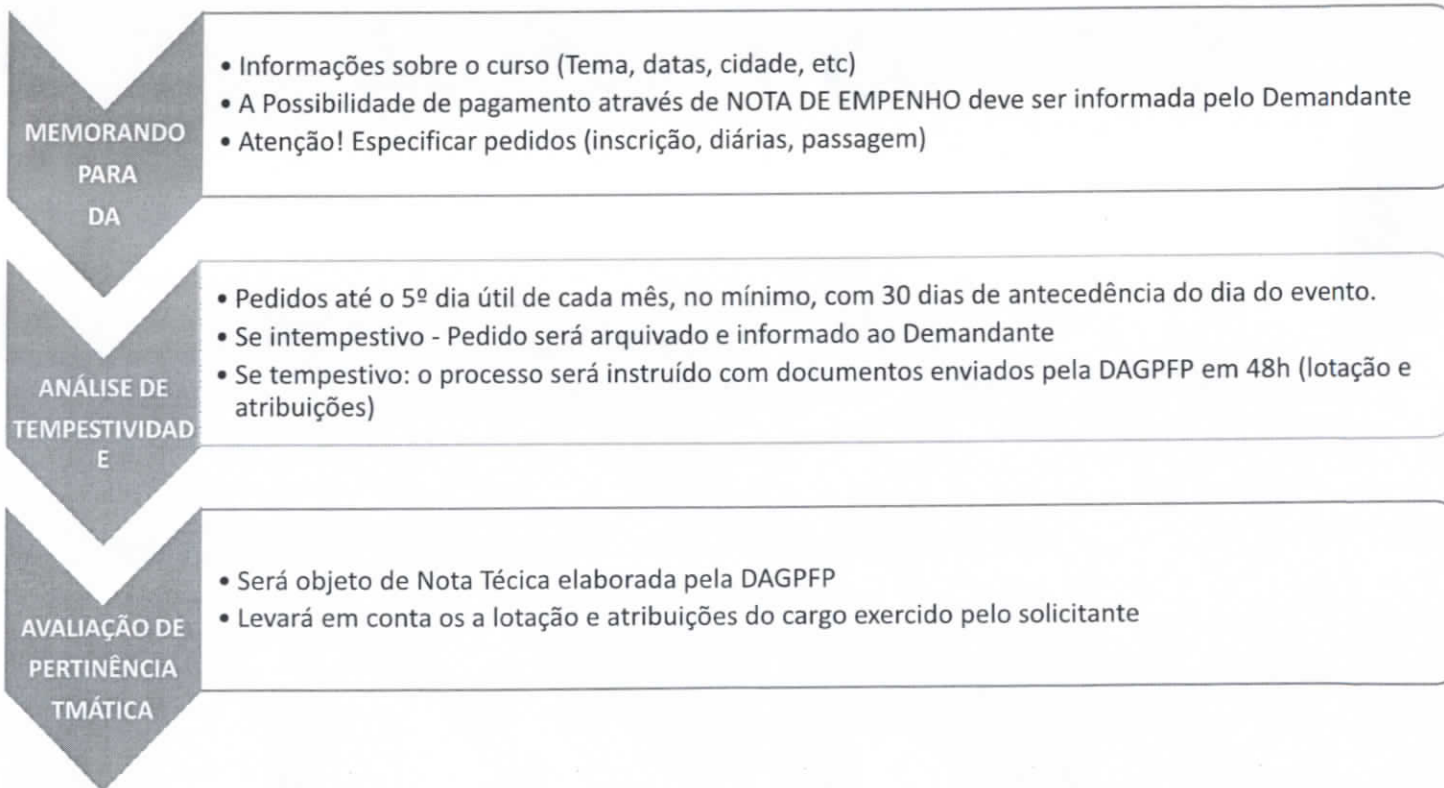 MEMORANDO
PARA
DA
• Informações sobre o curso (Tema, datas, cidade, etc)
• A Possibilidade de pagamento através de NOTA DE EMPENHO deve ser informada pelo Demandante
• Atenção! Especificar pedidos (inscrição, diárias, passagem)
ANÁLISE DE
TEMPESTIVIDAD
E
• Pedidos até o 5º dia útil de cada mês, no mínimo, com 30 dias de antecedência do dia do evento.
• Se intempestivo - Pedido será arquivado e informado ao Demandante
• Se tempestivo: o processo será instruído com documentos enviados pela DAGPFP em 48h (lotação e
atribuições)
AVALIAÇÃO DE
PERTINÊNCIA
TMÁTICA
• Será objeto de Nota Técica elaborada pela DAGPFP
• Levará em conta os a lotação e atribuições do cargo exercido pelo solicitante